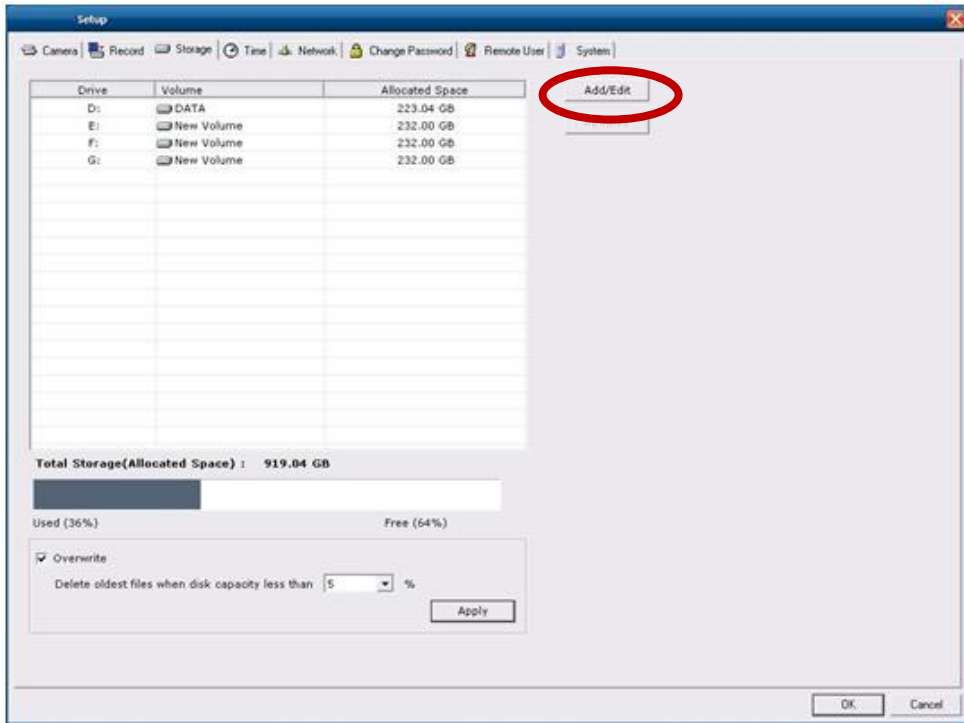 Setup
Camera Record Storage Time Network Change Password Remote User System
Drive Volume Allocated Space
D: DATA 223.04 GB
E: New Volume 232.00 GB
F: New Volume 232.00 GB
G: New Volume 232.00 GB
Add/Edit
Total Storage(Allocated Space) : 919.04 GB
Used (36%) Free (64%)
Overwrite
Delete oldest files when disk capacity less than 5 %
Apply
OK Cancel